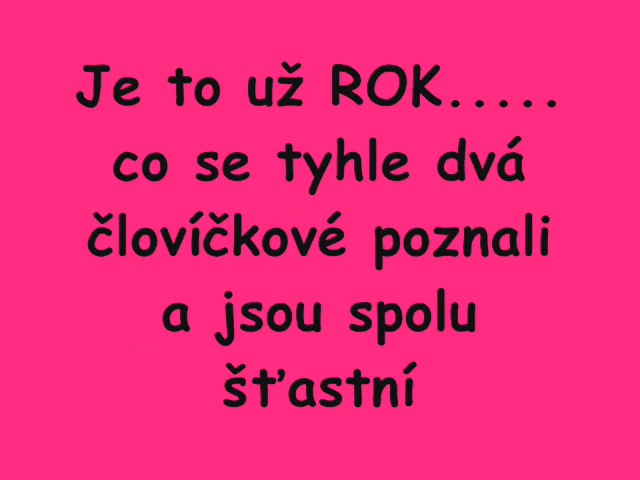 Je to už ROK.....
co se tyhle dvá
človíčkové poznali
a jsou spolu
šťastní